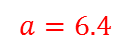 a = 6.4